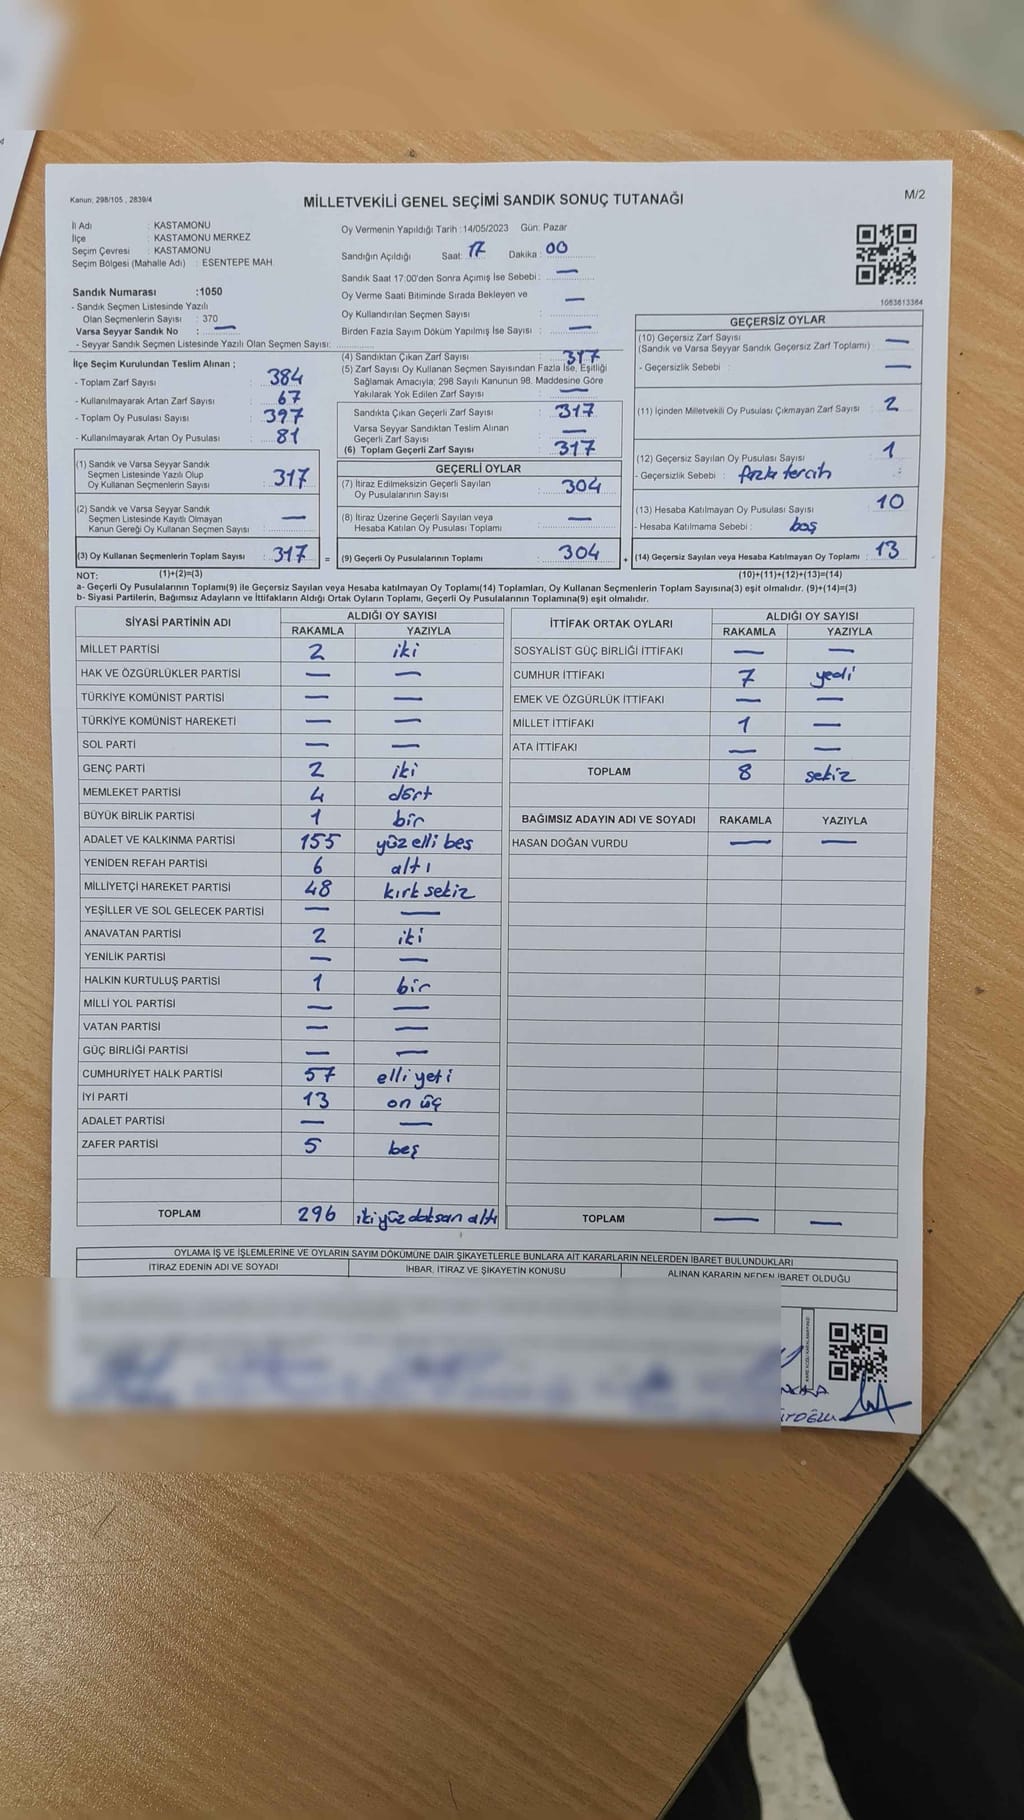 Kanun: 298/105 , 2839/4
MİLLETVEKİLİ GENEL SEÇİMİ SANDIK SONUÇ TUTANAĞI
M/2
İl Adı : KASTAMONU
İlçe : KASTAMONU MERKEZ
Seçim Çevresi : KASTAMONU
Seçim Bölgesi (Mahalle Adı) : ESENTEPE MAH.
Sandık Numarası :1050
- Sandık Seçmen Listesinde Yazılı
Olan Seçmenlerin Sayısı : 370
Varsa Seyyar Sandık No : —
- Seyyar Sandık Seçmen Listesinde Yazılı Olan Seçmen Sayısı:
Oy Vermenin Yapıldığı Tarih :14/05/2023 Gün: Pazar
Sandığın Açıldığı Saat: 17 Dakika : 00
Sandık Saat 17:00'den Sonra Açımış İse Sebebi : —
Oy Verme Saati Bitiminde Sırada Bekleyen ve
Oy Kullandırılan Seçmen Sayısı : —
Birden Fazla Sayım Döküm Yapılmış İse Sayısı : —
1083813384
İlçe Seçim Kurulundan Teslim Alınan ;
- Toplam Zarf Sayısı : 384
- Kullanılmayarak Artan Zarf Sayısı : 67
- Toplam Oy Pusulası Sayısı : 397
- Kullanılmayarak Artan Oy Pusulası : 81
(1) Sandık ve Varsa Seyyar Sandık
Seçmen Listesinde Yazılı Olup
Oy Kullanan Seçmenlerin Sayısı : 317
(2) Sandık ve Varsa Seyyar Sandık
Seçmen Listesinde Kayıtlı Olmayan
Kanun Gereği Oy Kullanan Seçmen Sayısı : —
(3) Oy Kullanan Seçmenlerin Toplam Sayısı : 317 =
(1)+(2)=(3)
(4) Sandıktan Çıkan Zarf Sayısı : 317
(5) Zarf Sayısı Oy Kullanan Seçmen Sayısından Fazla İse, Eşitliği
Sağlamak Amacıyla; 298 Sayılı Kanunun 98. Maddesine Göre
Yakılarak Yok Edilen Zarf Sayısı : —
Sandıkta Çıkan Geçerli Zarf Sayısı : 317
Varsa Seyyar Sandıktan Teslim Alınan
Geçerli Zarf Sayısı : —
(6) Toplam Geçerli Zarf Sayısı : 317
GEÇERLİ OYLAR
(7) İtiraz Edilmeksizin Geçerli Sayılan
Oy Pusulalarının Sayısı : 304
(8) İtiraz Üzerine Geçerli Sayılan veya
Hesaba Katılan Oy Pusulası Toplamı : —
(9) Geçerli Oy Pusulalarının Toplamı : 304 +
GEÇERSİZ OYLAR
(10) Geçersiz Zarf Sayısı
(Sandık ve Varsa Seyyar Sandık Geçersiz Zarf Toplamı) : —
- Geçersizlik Sebebi : —
(11) İçinden Milletvekili Oy Pusulası Çıkmayan Zarf Sayısı : 2
(12) Geçersiz Sayılan Oy Pusulası Sayısı : 1
- Geçersizlik Sebebi : fazla tercih
(13) Hesaba Katılmayan Oy Pusulası Sayısı : 10
- Hesaba Katılmama Sebebi : boş
(14) Geçersiz Sayılan veya Hesaba Katılmayan Oy Toplamı : 13
(10)+(11)+(12)+(13)=(14)
NOT:
a- Geçerli Oy Pusulalarının Toplamı(9) ile Geçersiz Sayılan veya Hesaba katılmayan Oy Toplamı(14) Toplamları, Oy Kullanan Seçmenlerin Toplam Sayısına(3) eşit olmalıdır. (9)+(14)=(3)
b- Siyasi Partilerin, Bağımsız Adayların ve İttifakların Aldığı Ortak Oyların Toplamı, Geçerli Oy Pusulalarının Toplamına(9) eşit olmalıdır.
SİYASİ PARTİNİN ADI ALDIĞI OY SAYISI
RAKAMLA YAZIYLA
MİLLET PARTİSİ 2 iki
HAK VE ÖZGÜRLÜKLER PARTİSİ — —
TÜRKİYE KOMÜNİST PARTİSİ — —
TÜRKİYE KOMÜNİST HAREKETİ — —
SOL PARTİ — —
GENÇ PARTİ 2 iki
MEMLEKET PARTİSİ 4 dört
BÜYÜK BİRLİK PARTİSİ 1 bir
ADALET VE KALKINMA PARTİSİ 155 yüz elli beş
YENİDEN REFAH PARTİSİ 6 altı
MİLLİYETÇİ HAREKET PARTİSİ 48 kırk sekiz
YEŞİLLER VE SOL GELECEK PARTİSİ — —
ANAVATAN PARTİSİ 2 iki
YENİLİK PARTİSİ — —
HALKIN KURTULUŞ PARTİSİ 1 bir
MİLLİ YOL PARTİSİ — —
VATAN PARTİSİ — —
GÜÇ BİRLİĞİ PARTİSİ — —
CUMHURİYET HALK PARTİSİ 57 elli yeti
İYİ PARTİ 13 on üç
ADALET PARTİSİ — —
ZAFER PARTİSİ 5 beş
TOPLAM 296 iki yüz doksan altı
İTTİFAK ORTAK OYLARI ALDIĞI OY SAYISI
RAKAMLA YAZIYLA
SOSYALİST GÜÇ BİRLİĞİ İTTİFAKI — —
CUMHUR İTTİFAKI 7 yedi
EMEK VE ÖZGÜRLÜK İTTİFAKI — —
MİLLET İTTİFAKI 1 —
ATA İTTİFAKI — —
TOPLAM 8 sekiz
BAĞIMSIZ ADAYIN ADI VE SOYADI RAKAMLA YAZIYLA
HASAN DOĞAN VURDU — —
TOPLAM — —
OYLAMA İŞ VE İŞLEMLERİNE VE OYLARIN SAYIM DÖKÜMÜNE DAİR ŞİKAYETLERLE BUNLARA AİT KARARLARIN NELERDEN İBARET BULUNDUKLARI
İTİRAZ EDENİN ADI VE SOYADI İHBAR, İTİRAZ VE ŞİKAYETİN KONUSU ALINAN KARARIN NEDEN İBARET OLDUĞU